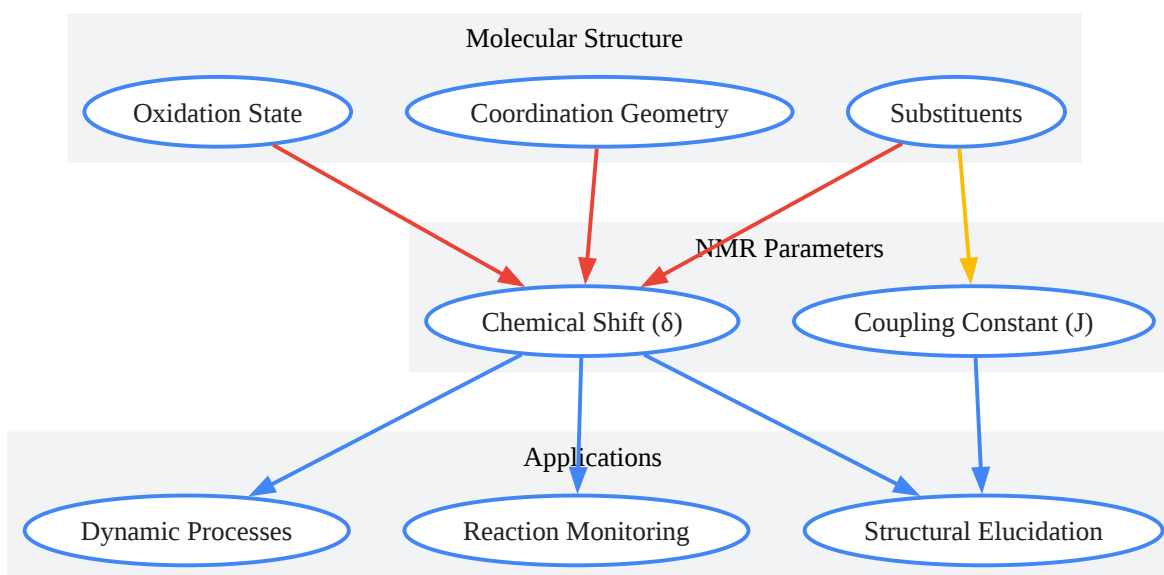 Molecular Structure
Oxidation State
Coordination Geometry
Substituents
NMR Parameters
Chemical Shift (δ)
Coupling Constant (J)
Applications
Dynamic Processes
Reaction Monitoring
Structural Elucidation